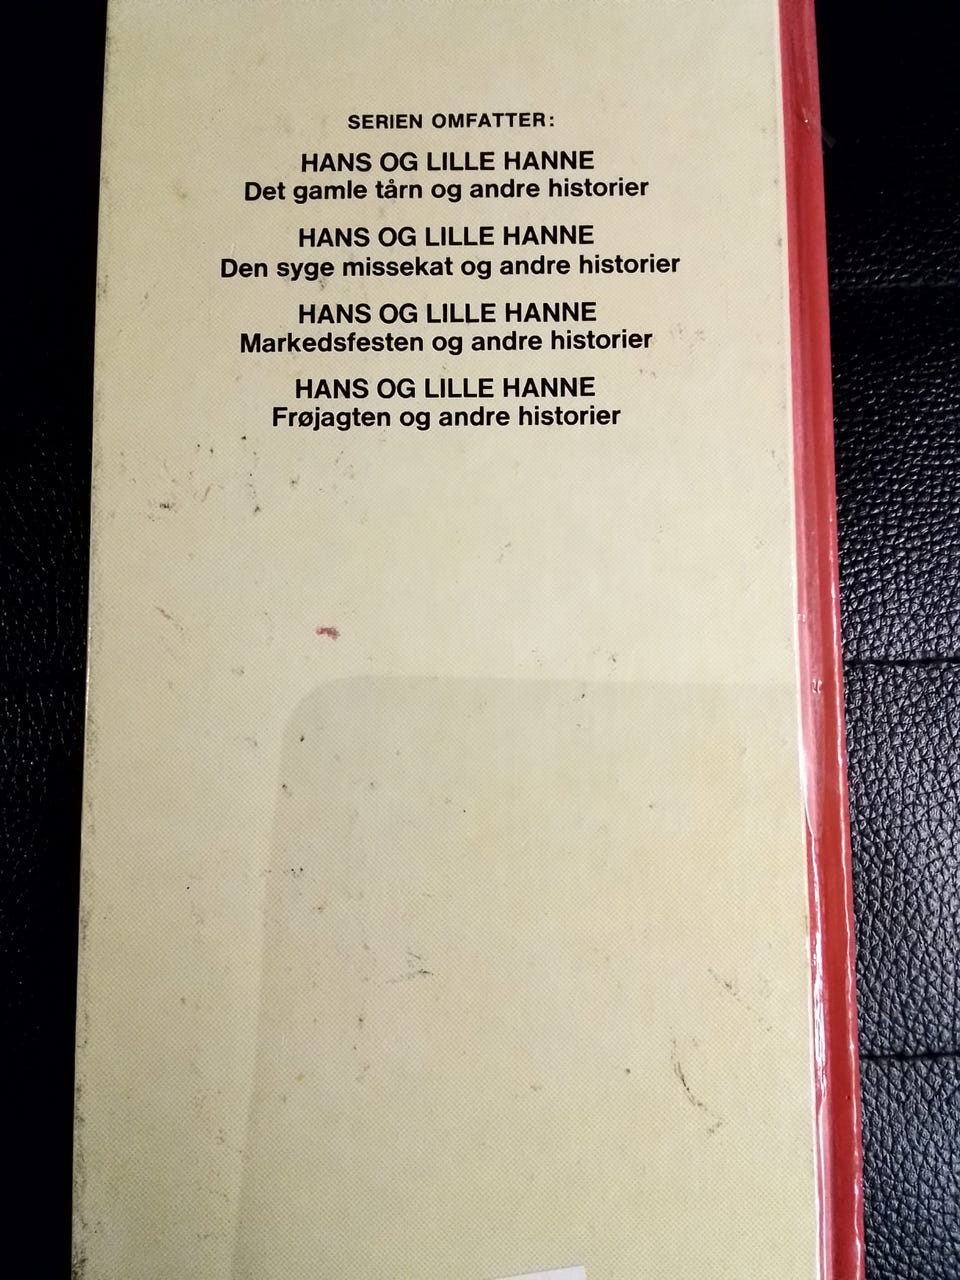 SERIEN OMFATTER:
HANS OG LILLE HANNE
Det gamle tårn og andre historier
HANS OG LILLE HANNE
Den syge missekat og andre historier
HANS OG LILLE HANNE
Markedsfesten og andre historier
HANS OG LILLE HANNE
Frøjagten og andre historier